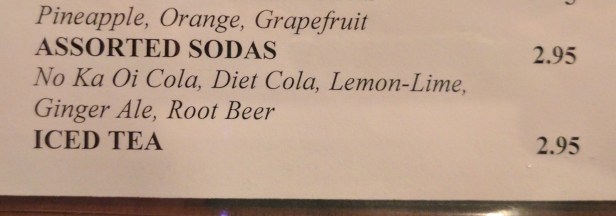 Pineapple, Orange, Grapefruit
ASSORTED SODAS 2.95
No Ka Oi Cola, Diet Cola, Lemon-Lime,
Ginger Ale, Root Beer
ICED TEA 2.95